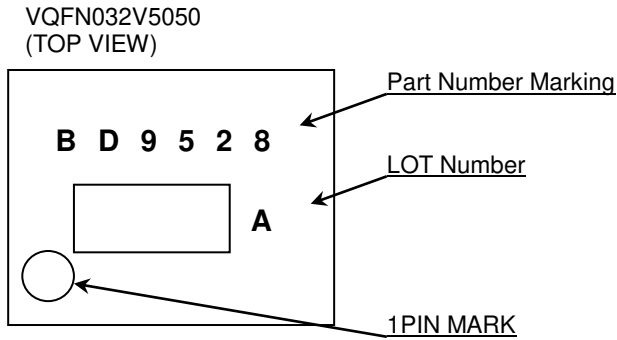 VQFN032V5050
(TOP VIEW)
Part Number Marking
B D 9 5 2 8
LOT Number
A
1PIN MARK